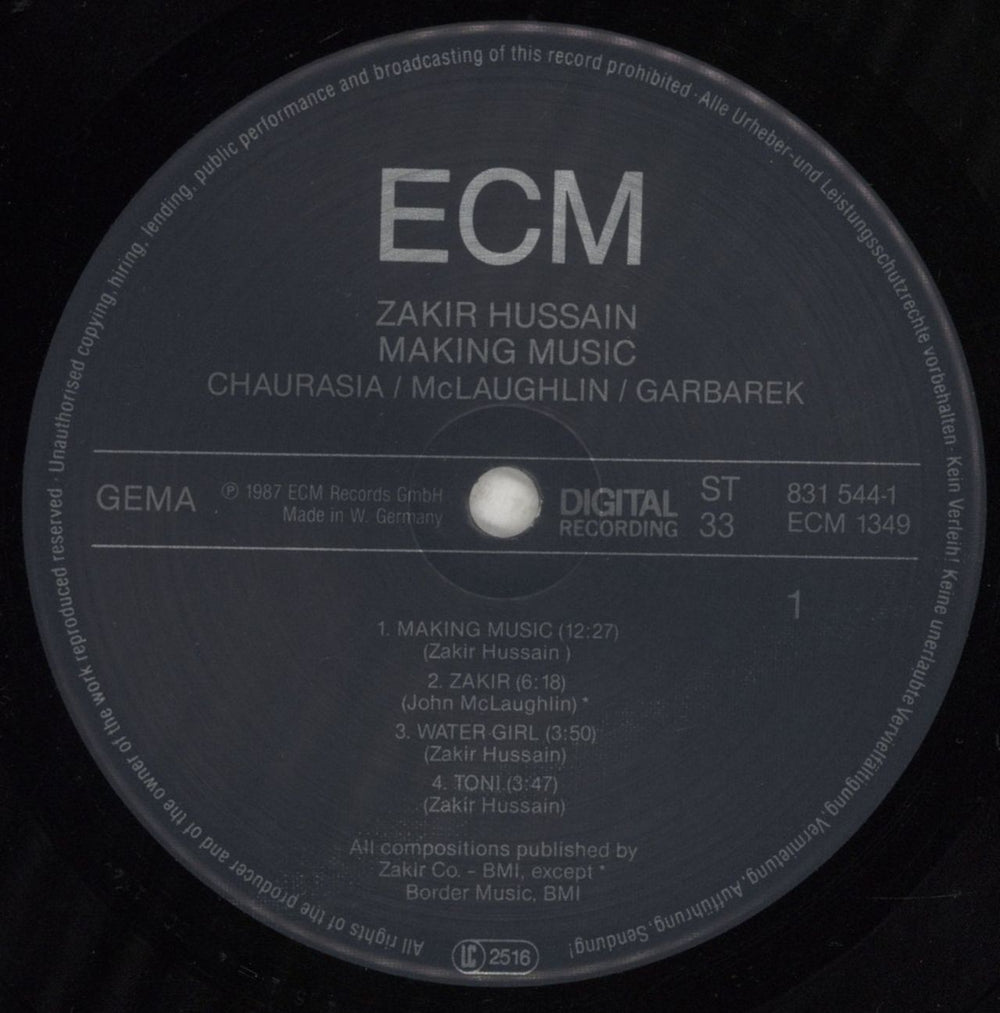 ECM
ZAKIR HUSSAIN
MAKING MUSIC
CHAURASIA / McLAUGHLIN / GARBAREK
GEMA
℗ 1987 ECM Records GmbH
Made in W. Germany
DIGITAL
RECORDING
ST
33
831 544-1
ECM 1349
1
1. MAKING MUSIC (12:27)
(Zakir Hussain )
2. ZAKIR (6:18)
(John McLaughlin) *
3. WATER GIRL (3:50)
(Zakir Hussain)
4. TONI (3:47)
(Zakir Hussain)
All compositions published by
Zakir Co. - BMI, except *
Border Music, BMI
LC 2516
All rights of the producer and of the owner of the work reproduced reserved · Unauthorised copying, hiring, lending, public performance and broadcasting of this record prohibited · Alle Urheber-und Leistungsschutzrechte vorbehalten · Kein Verleih! Keine unerlaubte Vervielfältigung, Vermietung, Aufführung, Sendung!